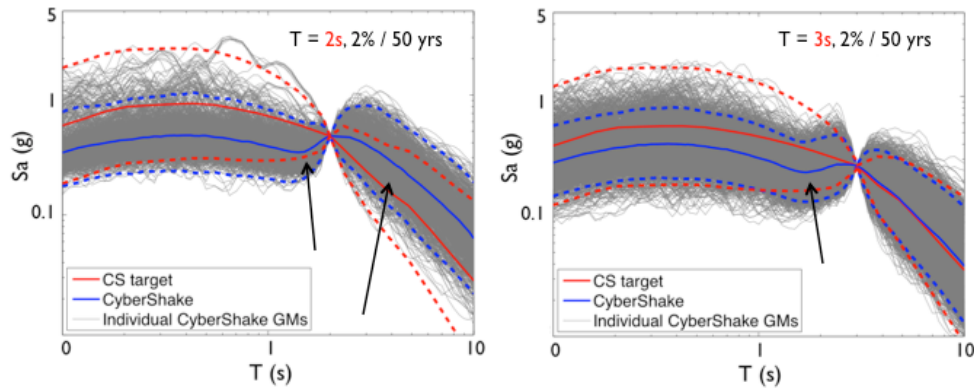 5
1
0.1
Sa (g)
T = 2s, 2% / 50 yrs
CS target
CyberShake
Individual CyberShake GMs
0
1
10
T (s)
5
1
0.1
Sa (g)
T = 3s, 2% / 50 yrs
CS target
CyberShake
Individual CyberShake GMs
0
1
10
T (s)